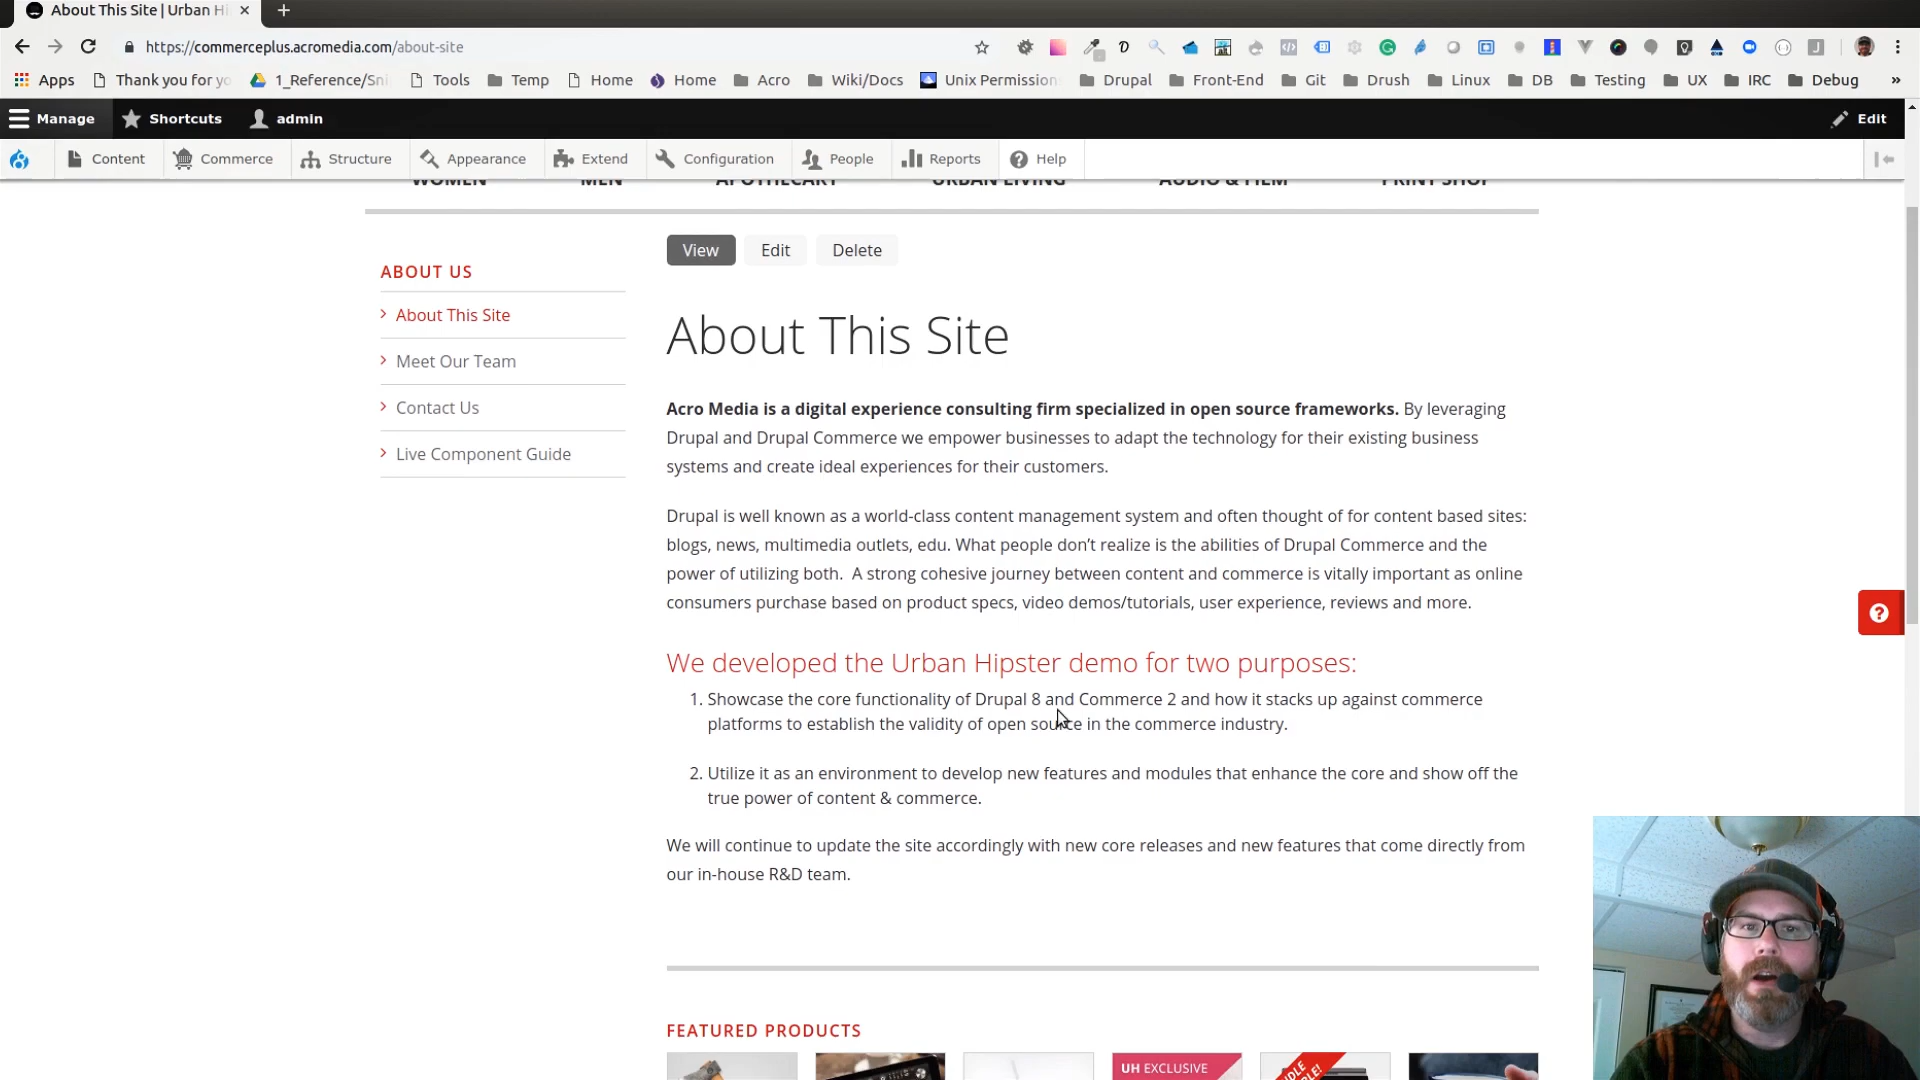 About This Site | Urban Hi
https://commerceplus.acromedia.com/about-site
Apps Thank you for yo 1_Reference/Sni Tools Temp Home Home Acro Wiki/Docs Unix Permission Drupal Front-End Git Drush Linux DB Testing UX IRC Debug »
Manage Shortcuts admin Edit
Content Commerce Structure Appearance Extend Configuration People Reports Help
WOMEN MEN APOTHECARY URBAN LIVING AUDIO & FILM PRINT SHOP
View Edit Delete
ABOUT US
About This Site
Meet Our Team
Contact Us
Live Component Guide
About This Site
Acro Media is a digital experience consulting firm specialized in open source frameworks. By leveraging
Drupal and Drupal Commerce we empower businesses to adapt the technology for their existing business
systems and create ideal experiences for their customers.
Drupal is well known as a world-class content management system and often thought of for content based sites:
blogs, news, multimedia outlets, edu. What people don't realize is the abilities of Drupal Commerce and the
power of utilizing both. A strong cohesive journey between content and commerce is vitally important as online
consumers purchase based on product specs, video demos/tutorials, user experience, reviews and more.
We developed the Urban Hipster demo for two purposes:
1. Showcase the core functionality of Drupal 8 and Commerce 2 and how it stacks up against commerce
platforms to establish the validity of open source in the commerce industry.
2. Utilize it as an environment to develop new features and modules that enhance the core and show off the
true power of content & commerce.
We will continue to update the site accordingly with new core releases and new features that come directly from
our in-house R&D team.
FEATURED PRODUCTS
UH EXCLUSIVE